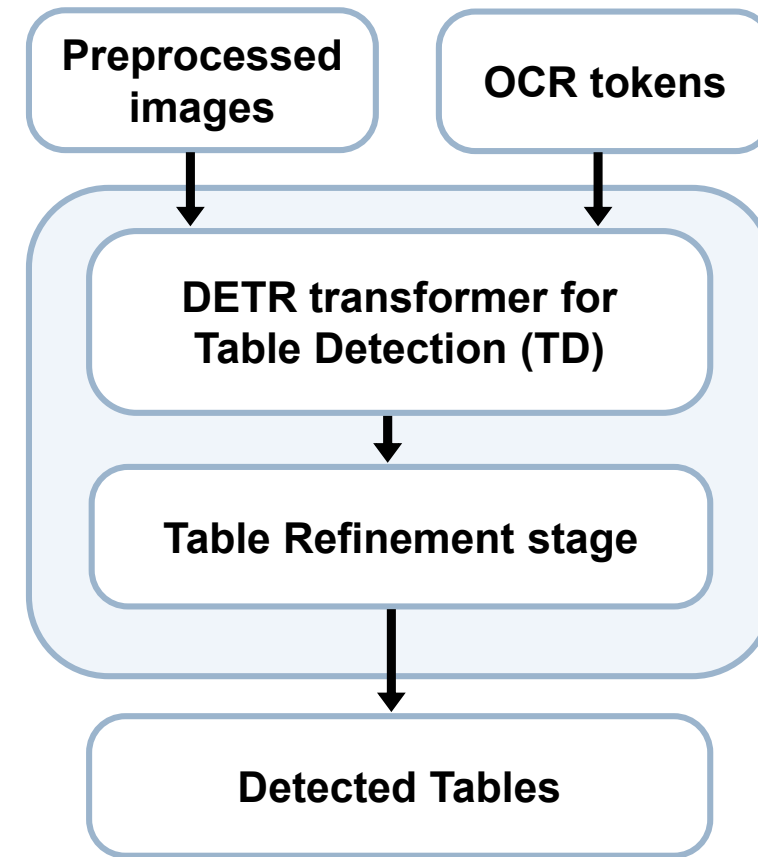 Preprocessed
images
OCR tokens
DETR transformer for
Table Detection (TD)
Table Refinement stage
Detected Tables